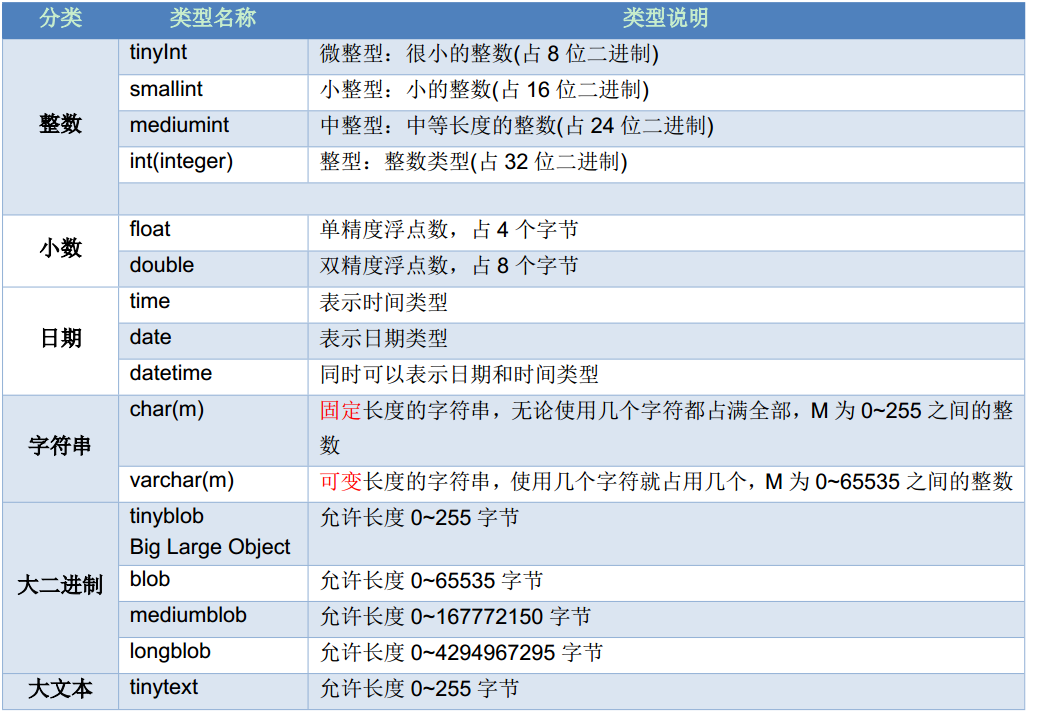 分类 类型名称 类型说明
整数
tinyInt 微整型：很小的整数(占 8 位二进制)
smallint 小整型：小的整数(占 16 位二进制)
mediumint 中整型：中等长度的整数(占 24 位二进制)
int(integer) 整型：整数类型(占 32 位二进制)
小数
float 单精度浮点数，占 4 个字节
double 双精度浮点数，占 8 个字节
日期
time 表示时间类型
date 表示日期类型
datetime 同时可以表示日期和时间类型
字符串
char(m) 固定长度的字符串，无论使用几个字符都占满全部，M 为 0~255 之间的整
数
varchar(m) 可变长度的字符串，使用几个字符就占用几个，M 为 0~65535 之间的整数
大二进制
tinyblob 允许长度 0~255 字节
Big Large Object
blob 允许长度 0~65535 字节
mediumblob 允许长度 0~167772150 字节
longblob 允许长度 0~4294967295 字节
大文本 tinytext 允许长度 0~255 字节